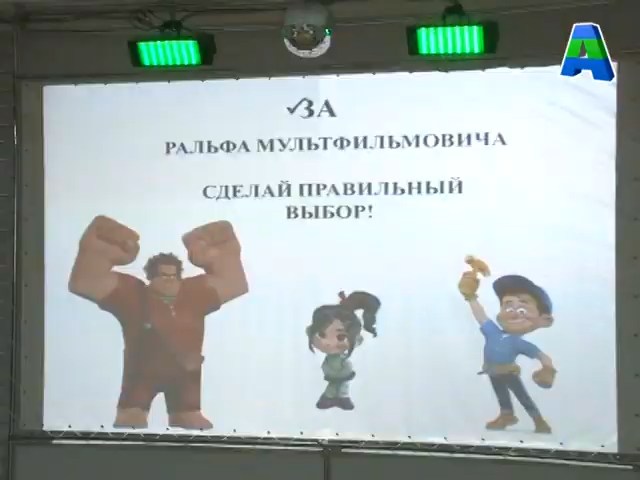 ✓ЗА
РАЛЬФА МУЛЬТФИЛЬМОВИЧА
СДЕЛАЙ ПРАВИЛЬНЫЙ
ВЫБОР!
А